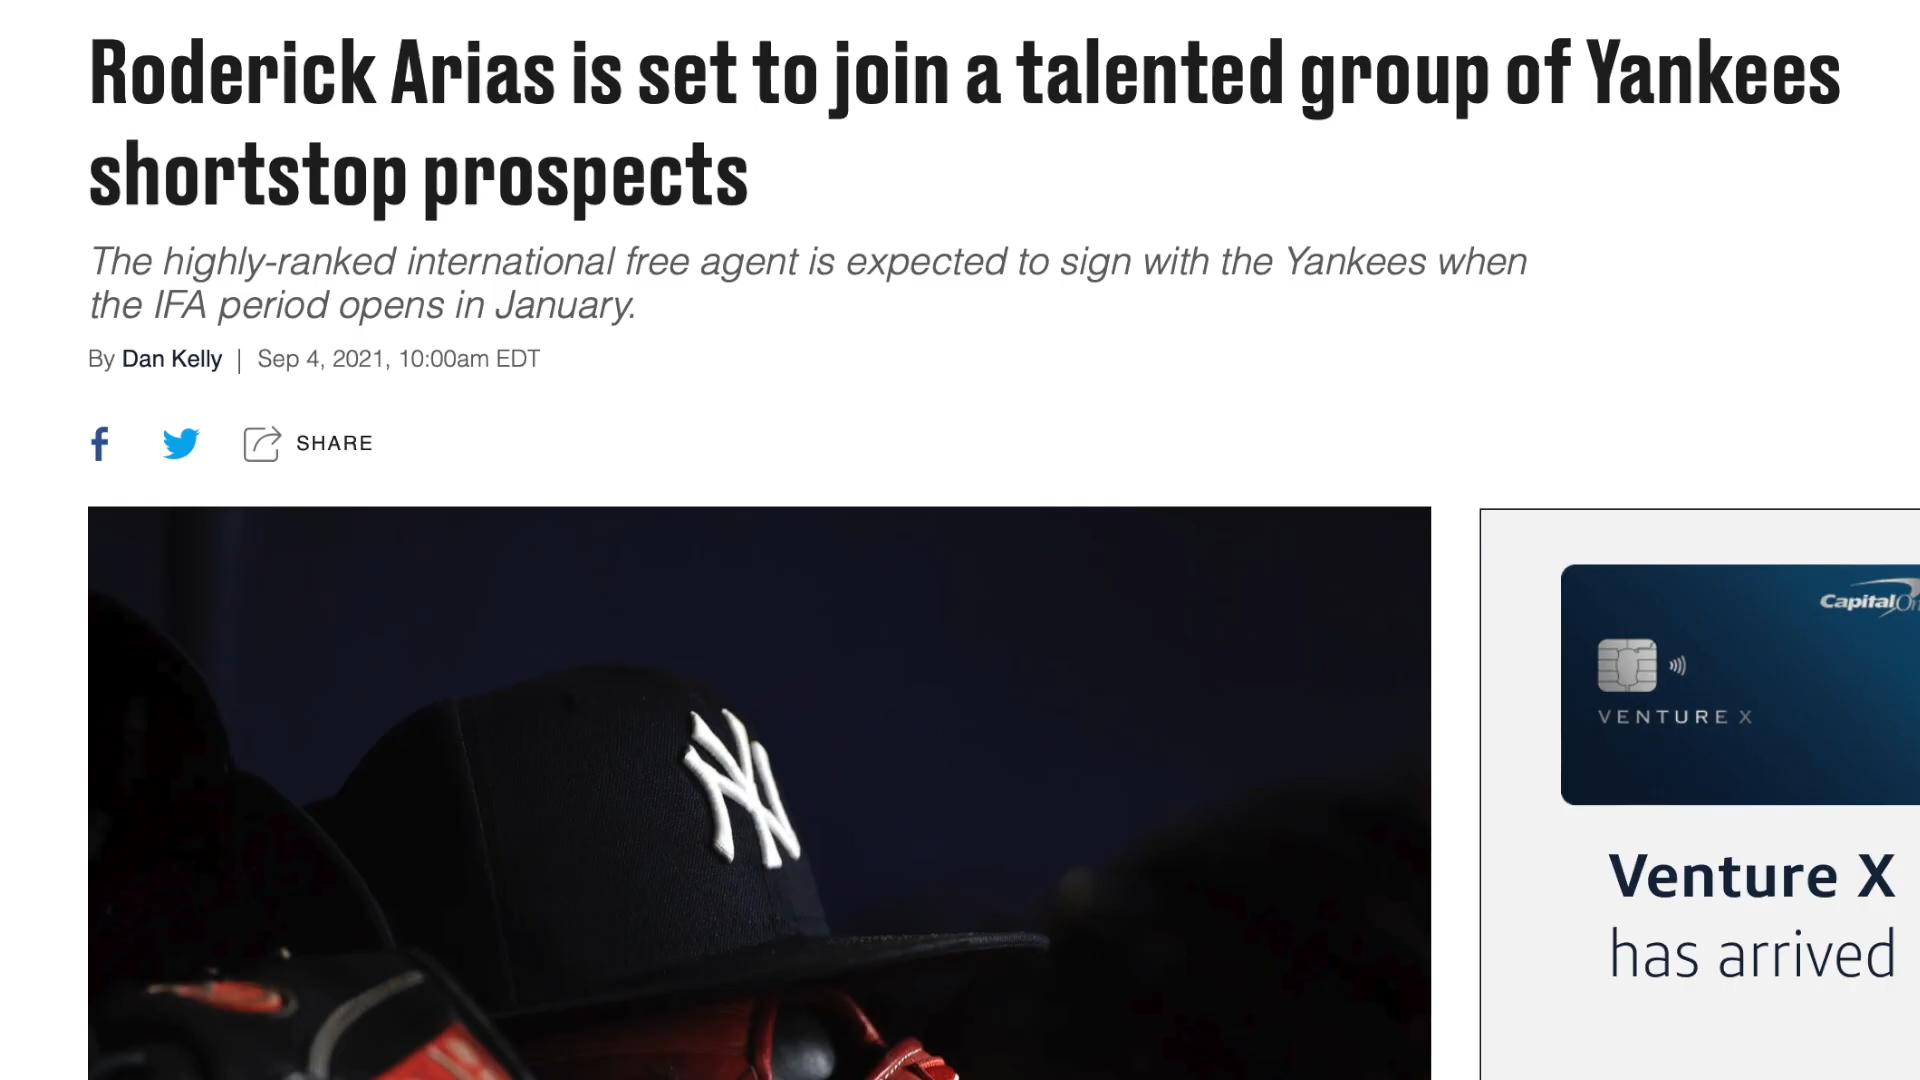 Roderick Arias is set to join a talented group of Yankees
shortstop prospects
The highly-ranked international free agent is expected to sign with the Yankees when
the IFA period opens in January.
By Dan Kelly | Sep 4, 2021, 10:00am EDT
f
SHARE
NY
Capital On
VENTURE X
Venture X
has arrived